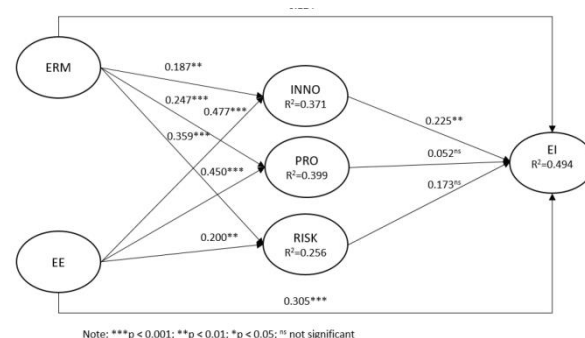 ERM
0.187**
INNO
R²=0.371
0.247***
0.477***
0.225**
0.359***
PRO
R²=0.399
0.052ⁿˢ
EI
R²=0.494
0.450***
0.173ⁿˢ
RISK
R²=0.256
EE
0.200**
0.305***
Note: ***p < 0.001; **p < 0.01; *p < 0.05; ⁿˢ not significant